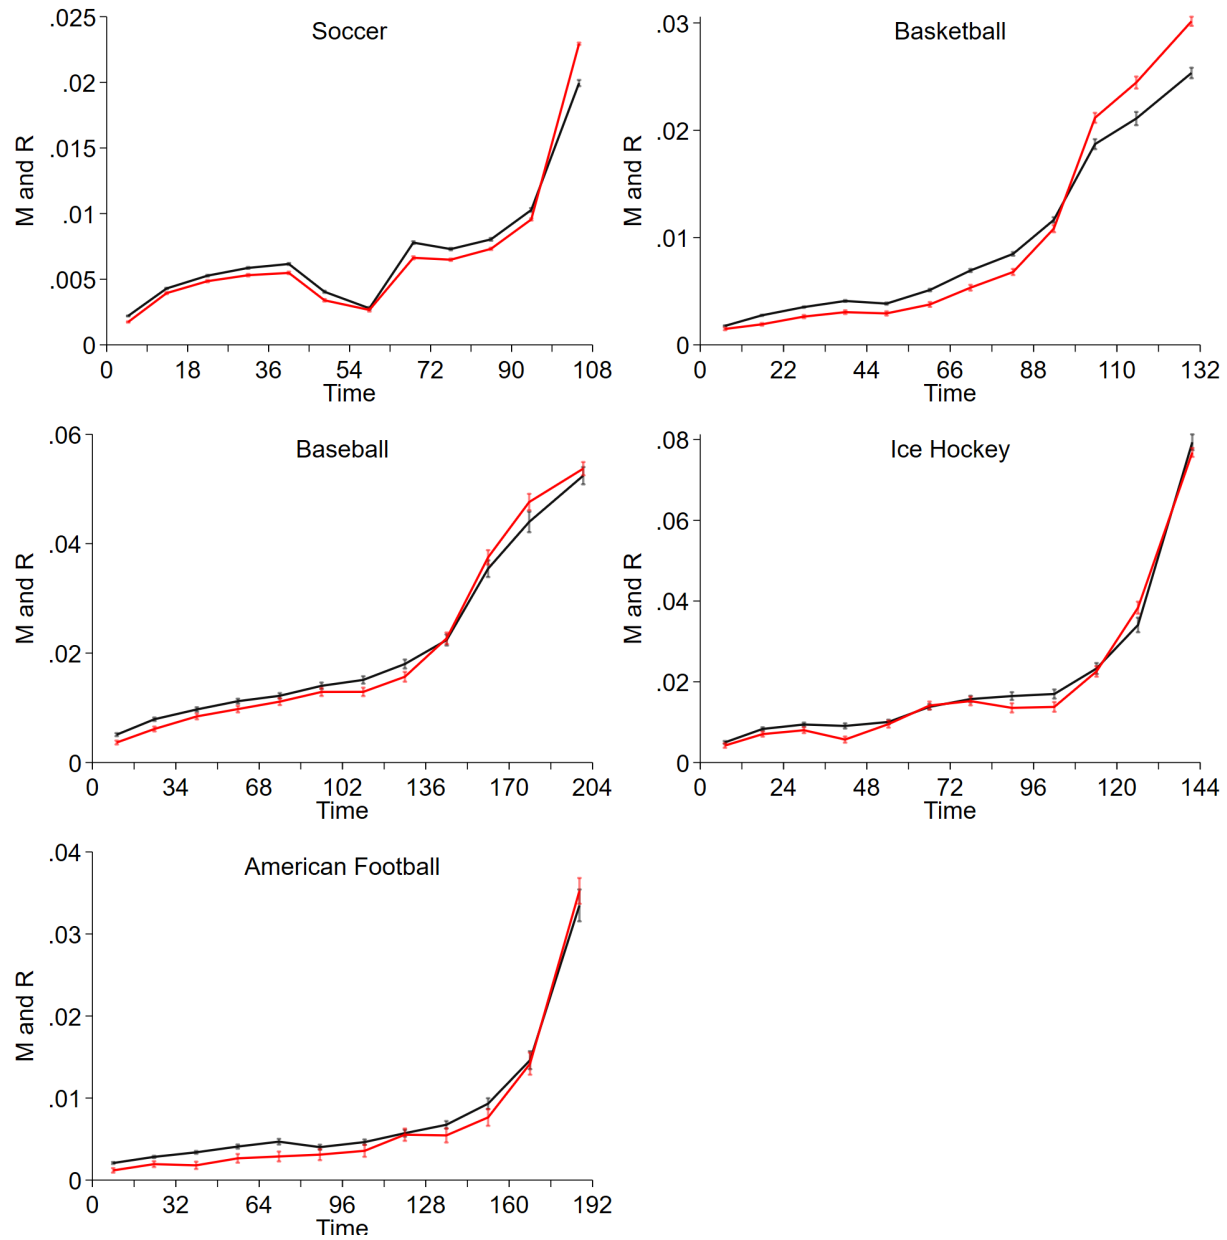 Soccer
M and R
.025
.02
.015
.01
.005
0
0 18 36 54 72 90 108
Time
Basketball
M and R
.03
.02
.01
0
0 22 44 66 88 110 132
Time
Baseball
M and R
.06
.04
.02
0
0 34 68 102 136 170 204
Time
Ice Hockey
M and R
.08
.06
.04
.02
0
0 24 48 72 96 120 144
Time
American Football
M and R
.04
.03
.02
.01
0
0 32 64 96 128 160 192
Time